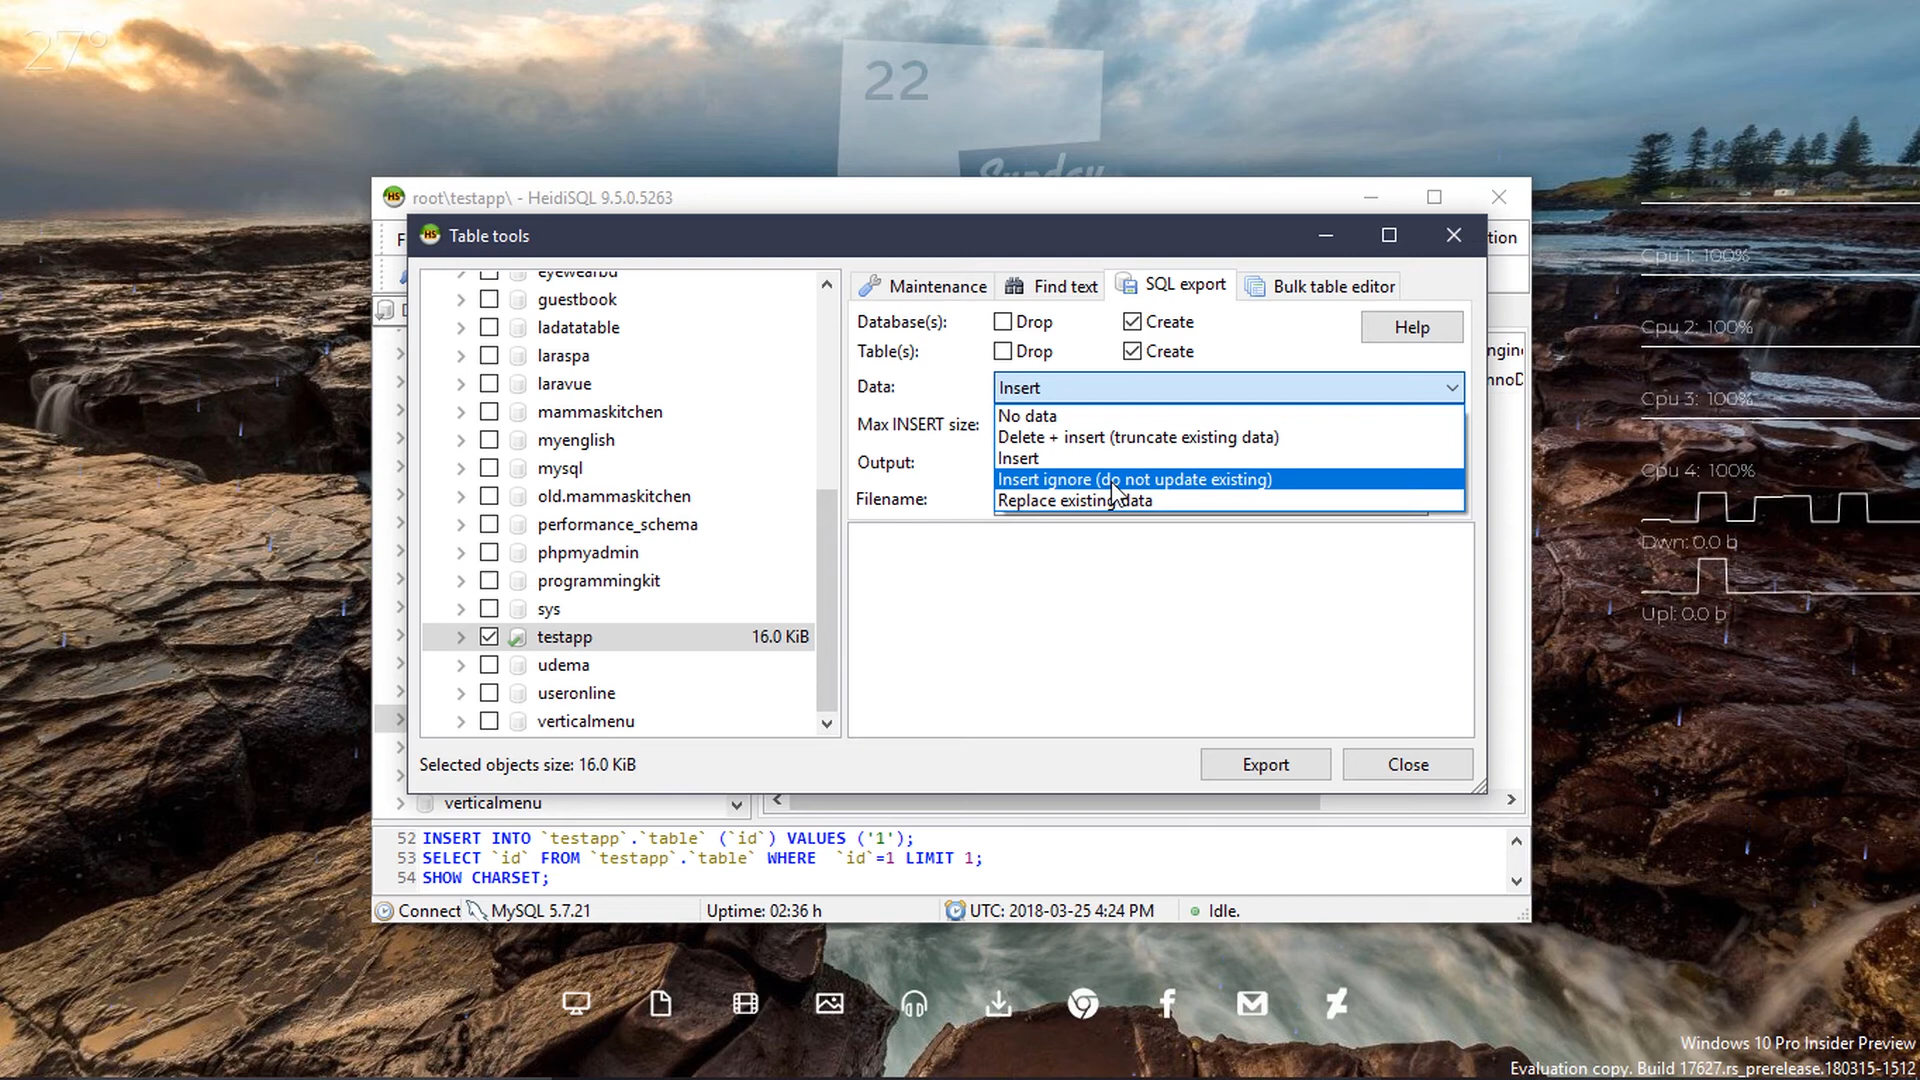 27°
22
Sunday
root\testapp\ - HeidiSQL 9.5.0.5263
Table tools
F
tion
eyewearbd
guestbook
ladatatable
laraspa
laravue
mammaskitchen
myenglish
mysql
old.mammaskitchen
performance_schema
phpmyadmin
programmingkit
sys
testapp 16.0 KiB
udema
useronline
verticalmenu
Maintenance Find text SQL export Bulk table editor
Database(s): Drop Create
Help
Table(s): Drop Create
Data: Insert
No data
Max INSERT size:
Delete + insert (truncate existing data)
Insert
Output:
Insert ignore (do not update existing)
Filename:
Replace existing data
Selected objects size: 16.0 KiB
Export
Close
verticalmenu
52 INSERT INTO `testapp`.`table` (`id`) VALUES ('1');
53 SELECT `id` FROM `testapp`.`table` WHERE  `id`=1 LIMIT 1;
54 SHOW CHARSET;
Connect MySQL 5.7.21 Uptime: 02:36 h UTC: 2018-03-25 4:24 PM Idle.
Cpu 1: 100%
Cpu 2: 100%
Cpu 3: 100%
Cpu 4: 100%
Dwn: 0.0 b
Upl: 0.0 b
Windows 10 Pro Insider Preview
Evaluation copy. Build 17627.rs_prerelease.180315-1512